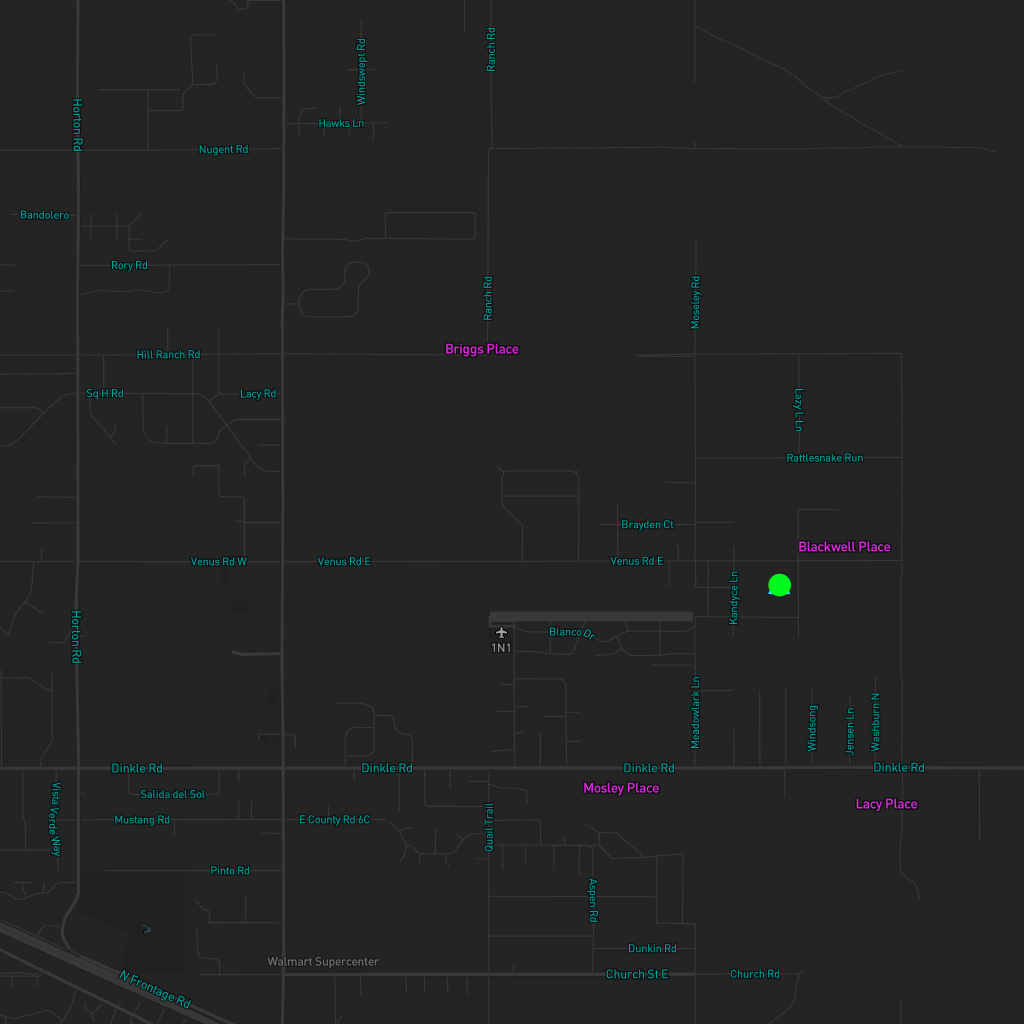 Ranch Rd
Windswept Rd
Horton Rd
Hawks Ln
Nugent Rd
Bandolero
Rory Rd
Ranch Rd
Moseley Rd
Briggs Place
Hill Ranch Rd
Sq H Rd
Lacy Rd
Lazy L Ln
Rattlesnake Run
Brayden Ct
Blackwell Place
Venus Rd W
Venus Rd E
Venus Rd E
Kandyce Ln
Horton Rd
Blanco Dr
1N1
Meadowlark Ln
Windsong
Jensen Ln
Washburn N
Dinkle Rd
Dinkle Rd
Dinkle Rd
Dinkle Rd
Mosley Place
Salida del Sol
Lacy Place
Vista Verde Way
Mustang Rd
E County Rd 6C
Quail Trail
Pinto Rd
Aspen Rd
Dunkin Rd
Walmart Supercenter
Church St E
Church Rd
N Frontage Rd